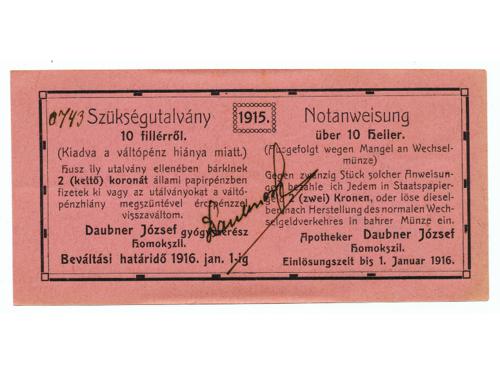 0743 Szükségutalvány
10 fillérről.
(Kiadva a váltópénz hiánya miatt.)
Husz ily utalvány ellenében bárkinek
2 (kettő) koronát állami papirpénzben
fizetek ki vagy az utalványokat a váltó-
pénzhiány megszüntével ércpénzzel
visszaváltom.
Daubner József gyógyszerész
Homokszil.
Beváltási határidő 1916. jan. 1-ig
1915.
Notanweisung
über 10 Heller.
(Ausgefolgt wegen Mangel an Wechsel-
münze)
Gegen zwanzig Stück solcher Anweisun-
gen bezahle ich Jedem in Staatspapier-
geld 2 (zwei) Kronen, oder löse diesel-
ben nach Herstellung des normalen Wech-
selgeldverkehres in bahrer Münze ein.
Apotheker Daubner József
Homokszil.
Einlösungszeit bis 1. Januar 1916.